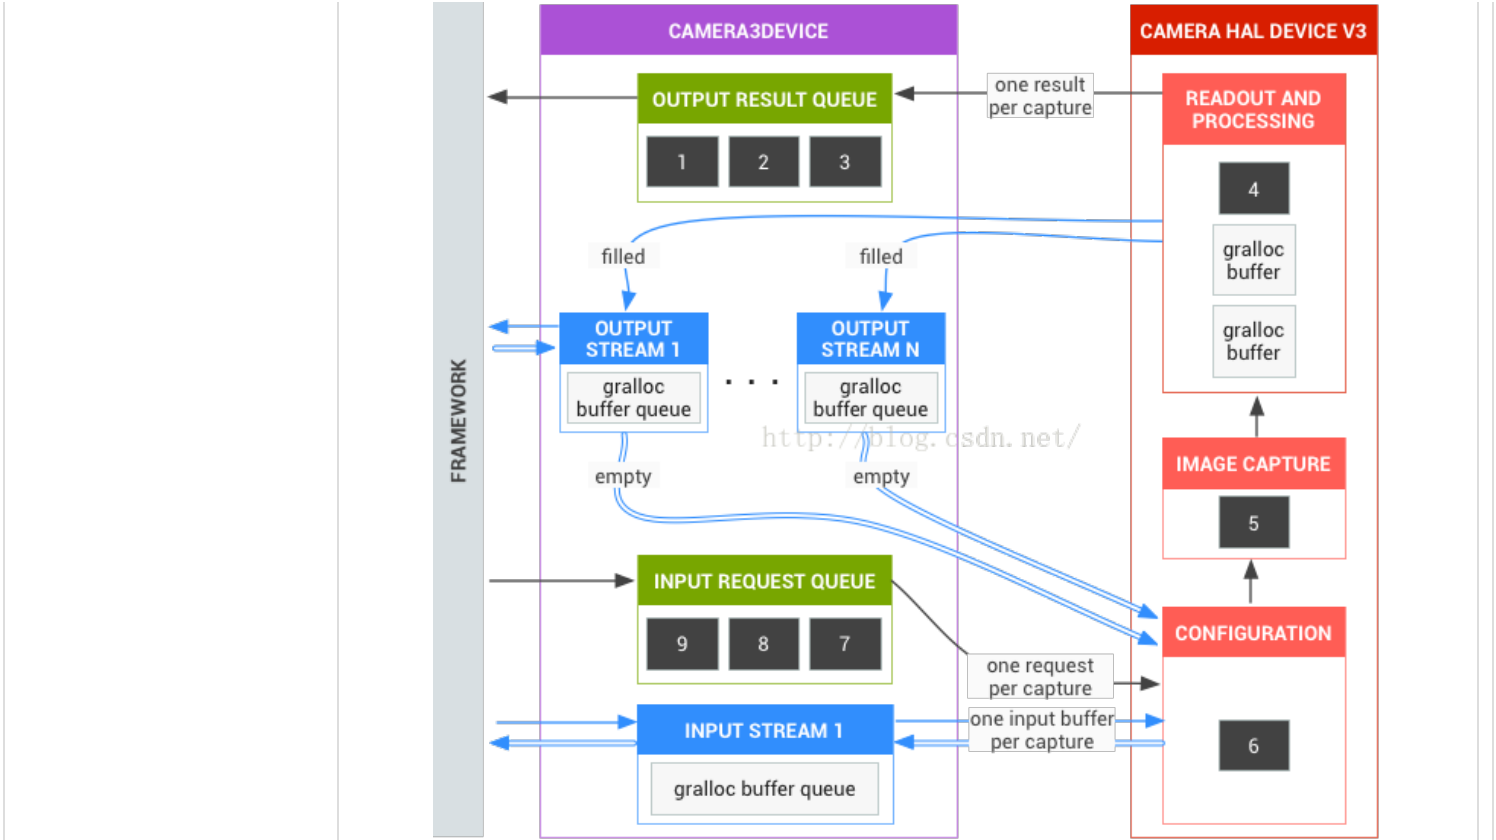 CAMERA3DEVICE
CAMERA HAL DEVICE V3
OUTPUT RESULT QUEUE
1 2 3
one result
per capture
READOUT AND
PROCESSING
4
gralloc
buffer
gralloc
buffer
filled
filled
OUTPUT
STREAM 1
gralloc
buffer queue
. . .
OUTPUT
STREAM N
gralloc
buffer queue
FRAMEWORK
http://blog.csdn.net/
empty
empty
IMAGE CAPTURE
5
INPUT REQUEST QUEUE
9 8 7
one request
per capture
CONFIGURATION
6
INPUT STREAM 1
gralloc buffer queue
one input buffer
per capture